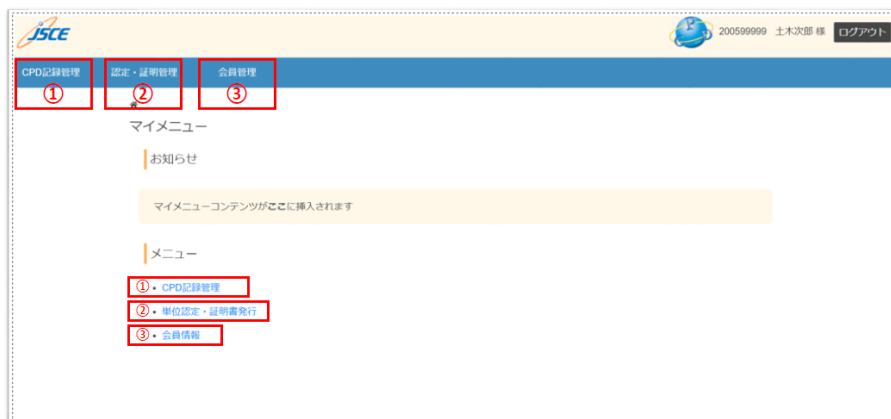 JSCE
200599999 土木次郎 様 ログアウト
CPD記録管理 認定・証明管理 会員管理
① ② ③
マイメニュー
お知らせ
マイメニューコンテンツがここに挿入されます
メニュー
①・CPD記録管理
②・単位認定・証明書発行
③・会員情報